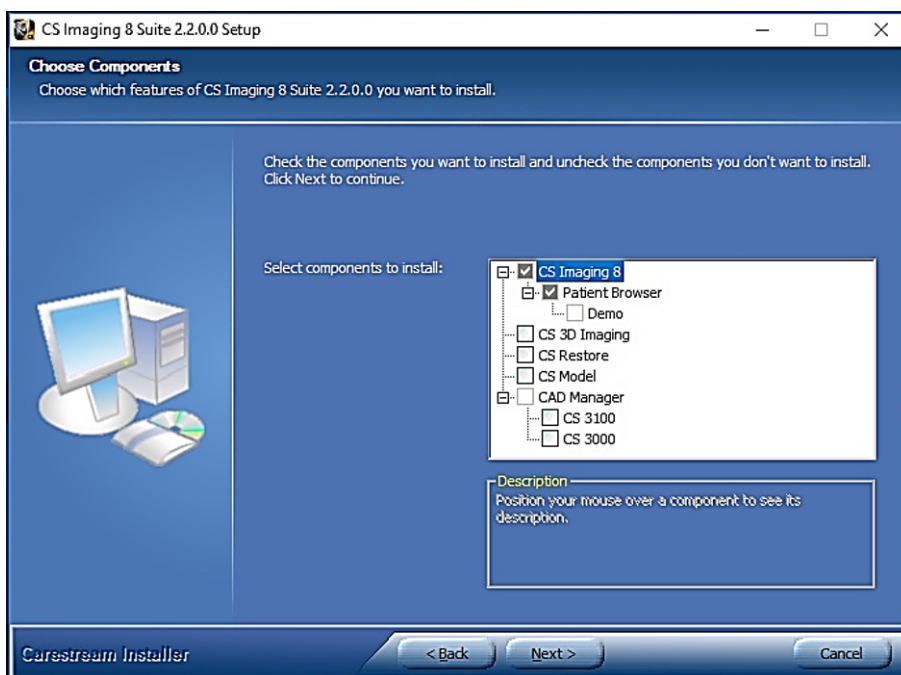 CS Imaging 8 Suite 2.2.0.0 Setup
Choose Components
Choose which features of CS Imaging 8 Suite 2.2.0.0 you want to install.
Check the components you want to install and uncheck the components you don't want to install.
Click Next to continue.
Select components to install:
CS Imaging 8
Patient Browser
Demo
CS 3D Imaging
CS Restore
CS Model
CAD Manager
CS 3100
CS 3000
Description
Position your mouse over a component to see its
description.
Carestream Installer
< Back
Next >
Cancel